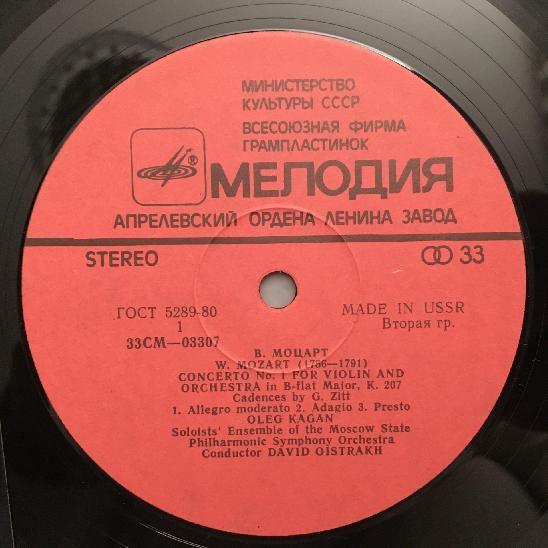 МИНИСТЕРСТВО
КУЛЬТУРЫ СССР
ВСЕСОЮЗНАЯ ФИРМА
ГРАМПЛАСТИНОК
®
МЕЛОДИЯ
АПРЕЛЕВСКИЙ ОРДЕНА ЛЕНИНА ЗАВОД
STEREO
33
ГОСТ 5289-80
MADE IN USSR
1
Вторая гр.
33СМ—03307
В. МОЦАРТ
W. MOZART (1756—1791)
CONCERTO No. 1 FOR VIOLIN AND
ORCHESTRA in B-flat Major, K. 207
Cadences by G. Zitt
1. Allegro moderato 2. Adagio 3. Presto
OLEG KAGAN
Soloists' Ensemble of the Moscow State
Philharmonic Symphony Orchestra
Conductor DAVID OISTRAKH